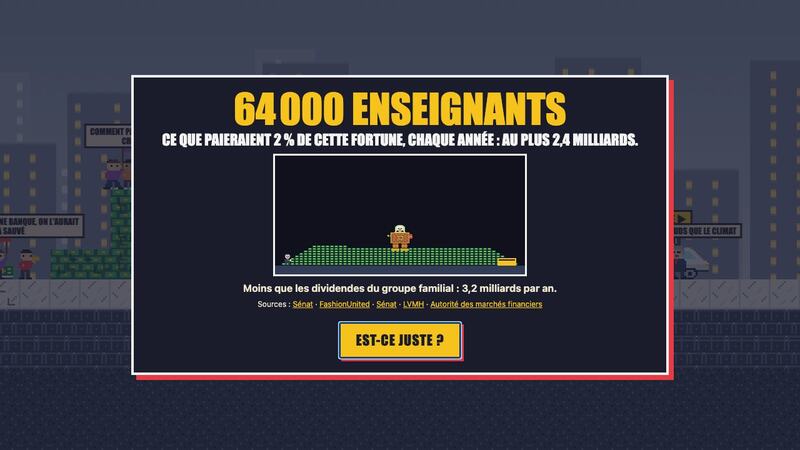 64 000 ENSEIGNANTS
CE QUE PAIERAIENT 2 % DE CETTE FORTUNE, CHAQUE ANNÉE : AU PLUS 2,4 MILLIARDS.
COMMENT
NE BANQUE, ON L'AURAIT
SAUVÉ
UDS QUE LE CLIMAT
Moins que les dividendes du groupe familial : 3,2 milliards par an.
Sources : Sénat · FashionUnited · Sénat · LVMH · Autorité des marchés financiers
EST-CE JUSTE ?